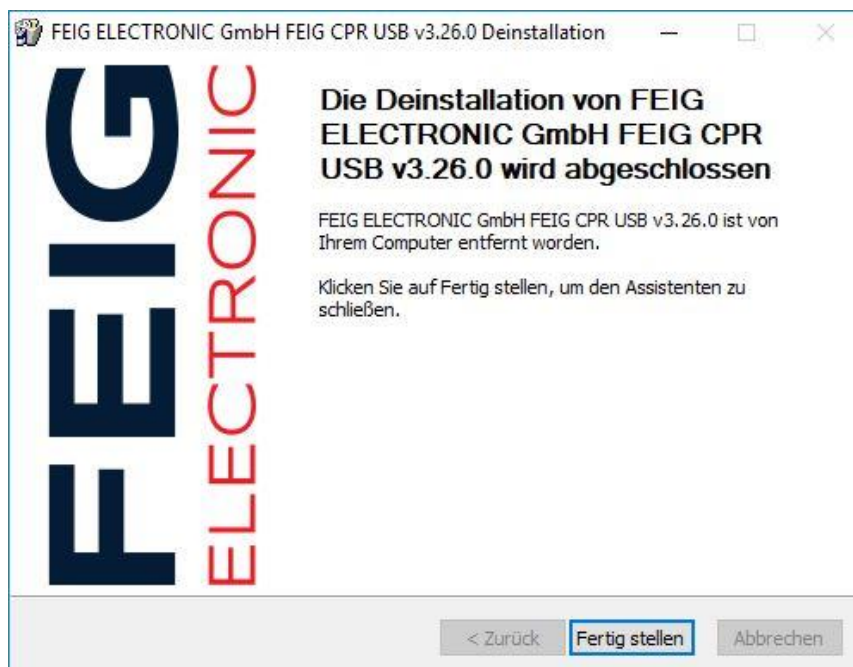 FEIG ELECTRONIC GmbH FEIG CPR USB v3.26.0 Deinstallation
FEIG
ELECTRONIC
Die Deinstallation von FEIG
ELECTRONIC GmbH FEIG CPR
USB v3.26.0 wird abgeschlossen
FEIG ELECTRONIC GmbH FEIG CPR USB v3.26.0 ist von
Ihrem Computer entfernt worden.
Klicken Sie auf Fertig stellen, um den Assistenten zu
schließen.
< Zurück
Fertig stellen
Abbrechen